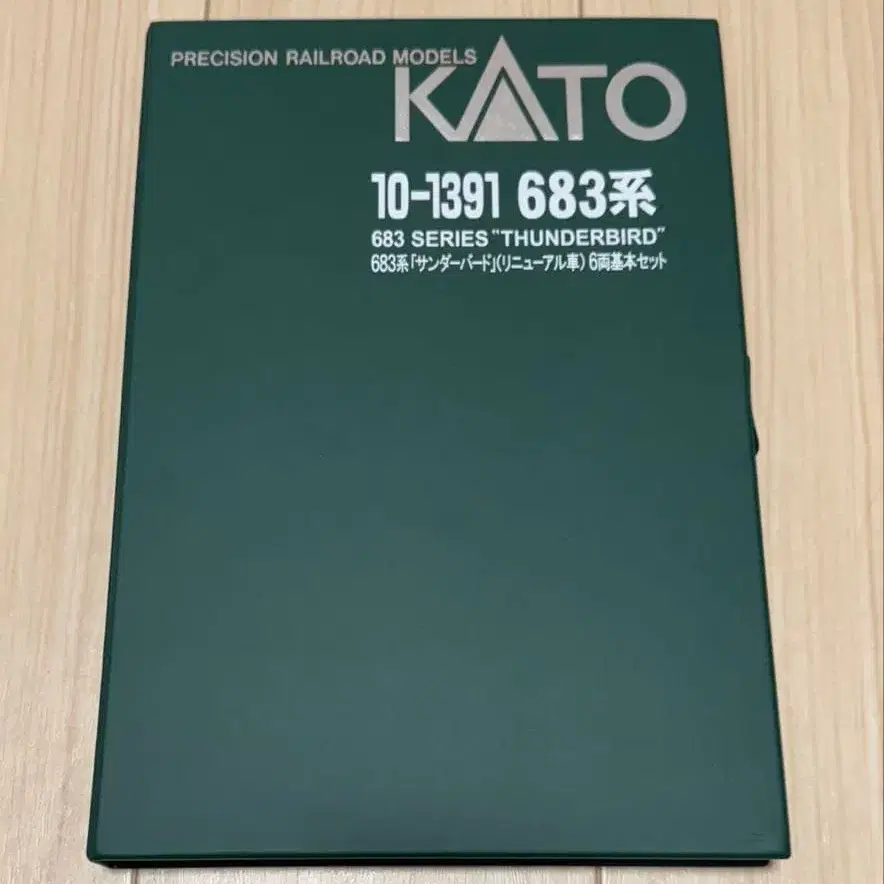 PRECISION RAILROAD MODELS
KATO
10-1391 683系
683 SERIES "THUNDERBIRD"
683系「サンダーバード」(リニューアル車) 6両基本セット